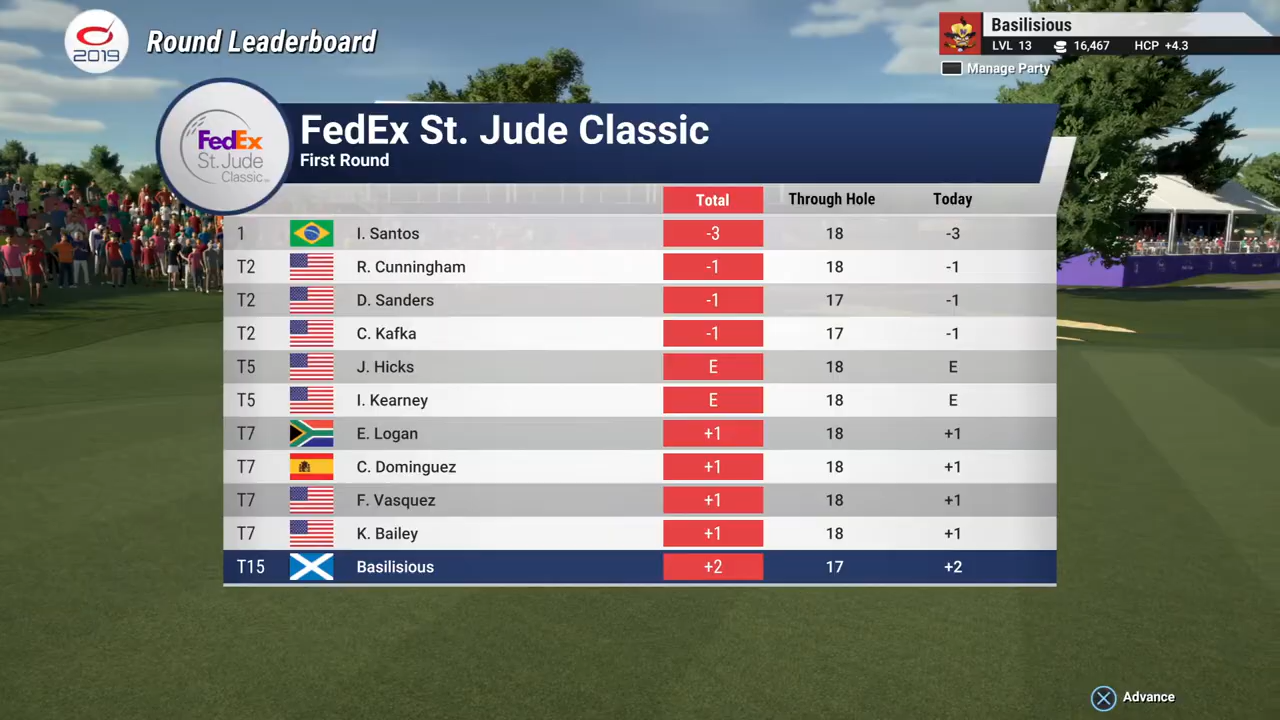 2019
Round Leaderboard
Basilisious
LVL 13 16,467 HCP +4.3
Manage Party
FedEx
St. Jude
Classic
FedEx St. Jude Classic
First Round
Total Through Hole Today
1 I. Santos -3 18 -3
T2 R. Cunningham -1 18 -1
T2 D. Sanders -1 17 -1
T2 C. Kafka -1 17 -1
T5 J. Hicks E 18 E
T5 I. Kearney E 18 E
T7 E. Logan +1 18 +1
T7 C. Dominguez +1 18 +1
T7 F. Vasquez +1 18 +1
T7 K. Bailey +1 18 +1
T15 Basilisious +2 17 +2
Advance